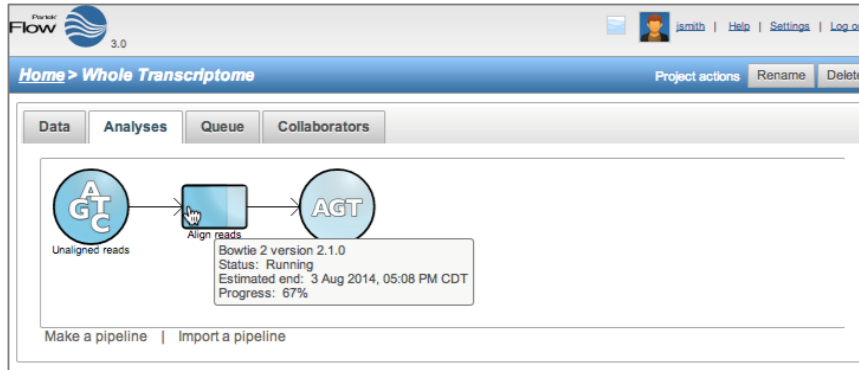 Partek
Flow
3.0
jsmith | Help | Settings | Log o
Home > Whole Transcriptome
Project actions Rename Delete
Data Analyses Queue Collaborators
A
G T
C
AGT
Unaligned reads
Align reads
Bowtie 2 version 2.1.0
Status: Running
Estimated end: 3 Aug 2014, 05:08 PM CDT
Progress: 67%
Make a pipeline | Import a pipeline